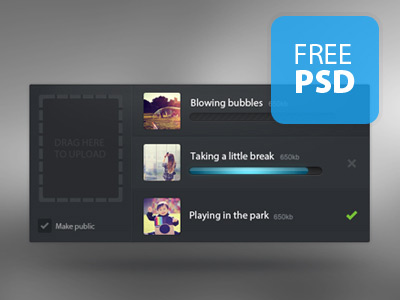 FREE
PSD
Blowing bubbles
DRAG HERE
TO UPLOAD
Taking a little break 650kb
Playing in the park 650kb
Make public